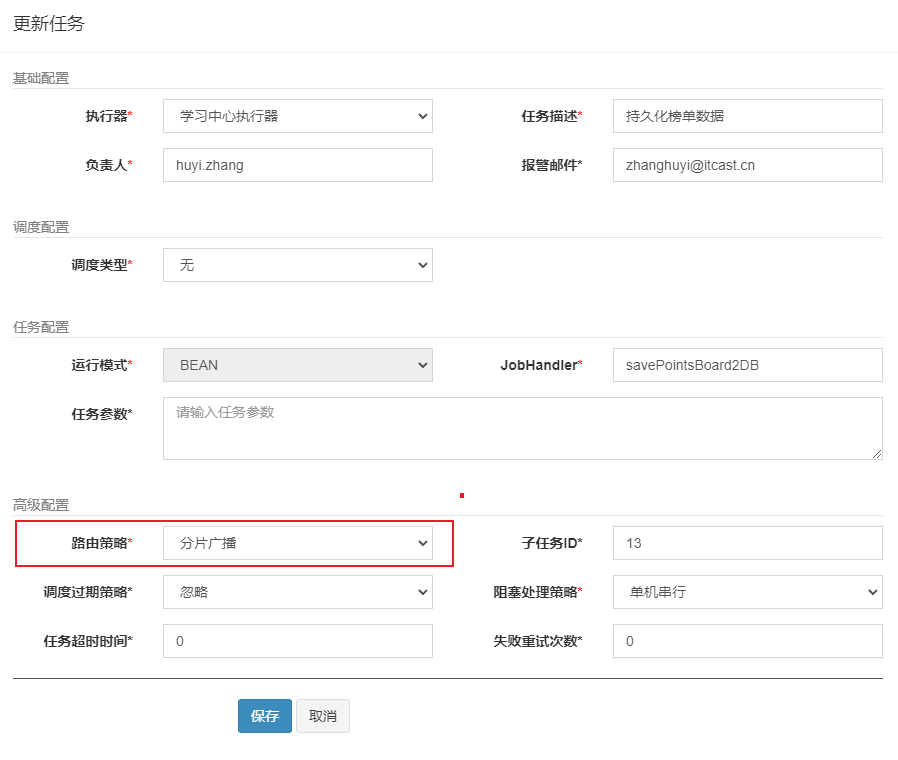 更新任务
基础配置
执行器* 学习中心执行器 任务描述* 持久化榜单数据
负责人* huyi.zhang 报警邮件* zhanghuyi@itcast.cn
调度配置
调度类型* 无
任务配置
运行模式* BEAN JobHandler* savePointsBoard2DB
任务参数* 请输入任务参数
高级配置
路由策略* 分片广播 子任务ID* 13
调度过期策略* 忽略 阻塞处理策略* 单机串行
任务超时时间* 0 失败重试次数* 0
保存 取消